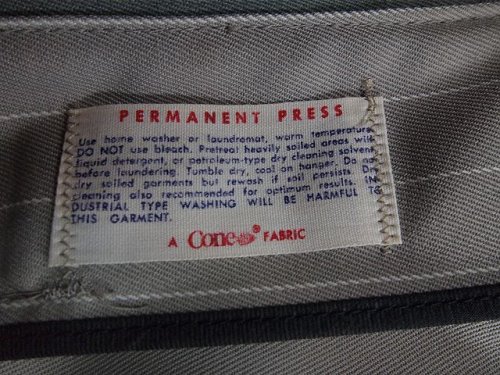 PERMANENT PRESS
Use home washer or laundromat, warm temperature
DO NOT use bleach. Pretreat heavily soiled areas with
liquid detergent, or petroleum-type dry cleaning solvent
before laundering. Tumble dry, cool on hanger. Do no
dry soiled garments but rewash if soil persists. Dry
cleaning also recommended for optimum results. IN-
DUSTRIAL TYPE WASHING WILL BE HARMFUL TO
THIS GARMENT.
A Cone® FABRIC